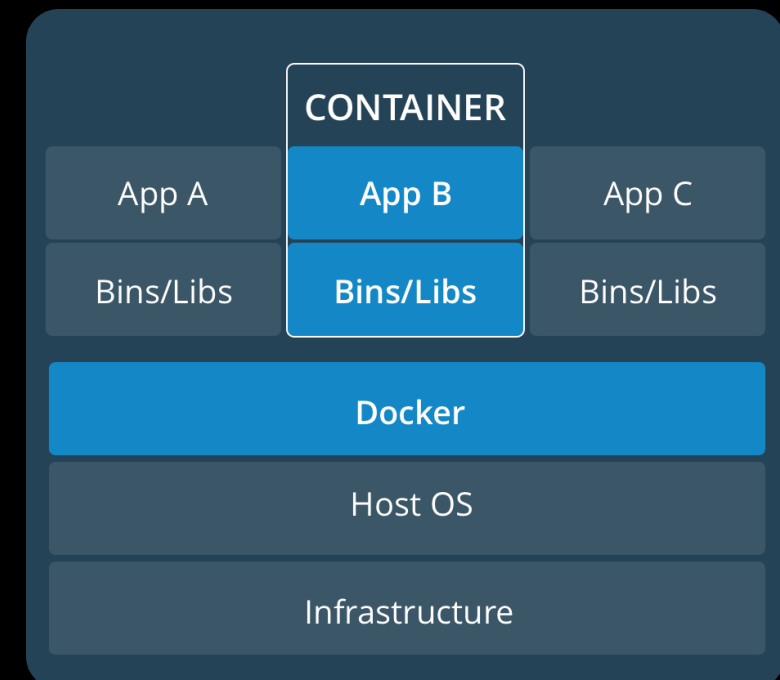 CONTAINER
App A
App B
App C
Bins/Libs
Bins/Libs
Bins/Libs
Docker
Host OS
Infrastructure